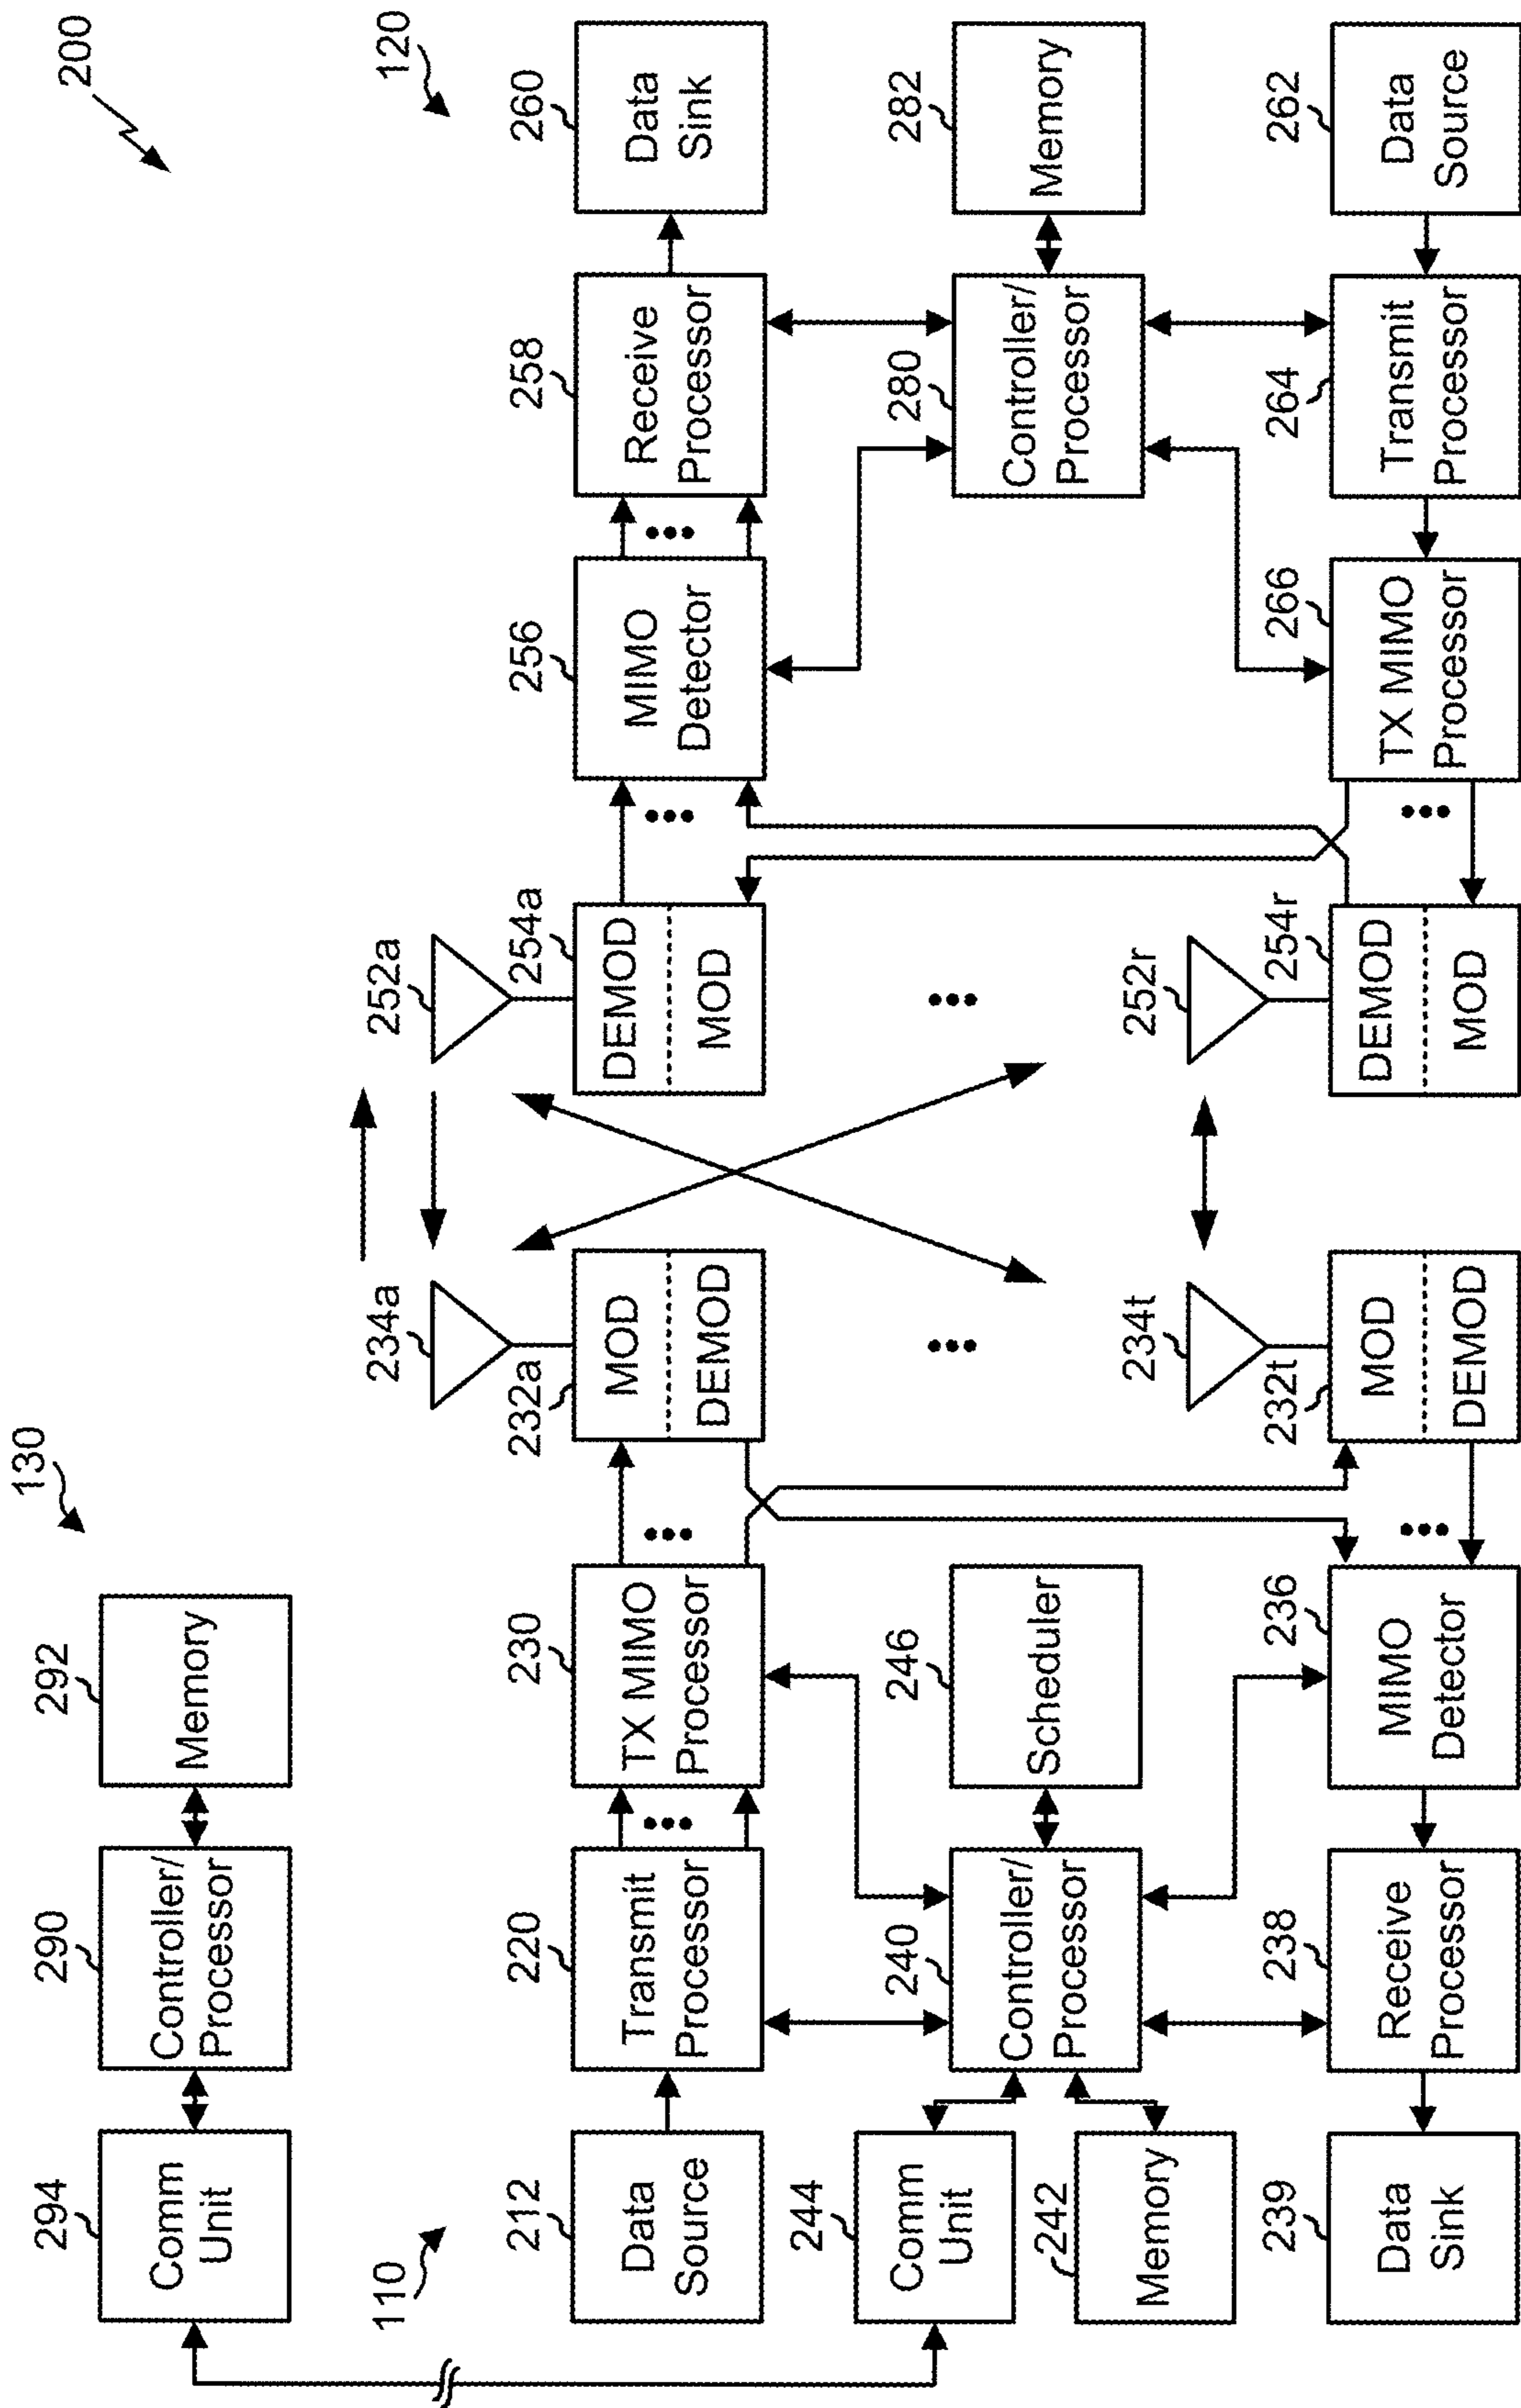 200
130
294
Comm
Unit
290
Controller/
Processor
292
Memory
110
120
212
Data
Source
220
Transmit
Processor
230
TX MIMO
Processor
234a
232a
MOD
DEMOD
252a
254a
DEMOD
MOD
256
MIMO
Detector
258
Receive
Processor
260
Data
Sink
244
Comm
Unit
242
Memory
240
Controller/
Processor
246
Scheduler
280
Controller/
Processor
282
Memory
239
Data
Sink
238
Receive
Processor
236
MIMO
Detector
234t
232t
MOD
DEMOD
252r
254r
DEMOD
MOD
266
TX MIMO
Processor
264
Transmit
Processor
262
Data
Source